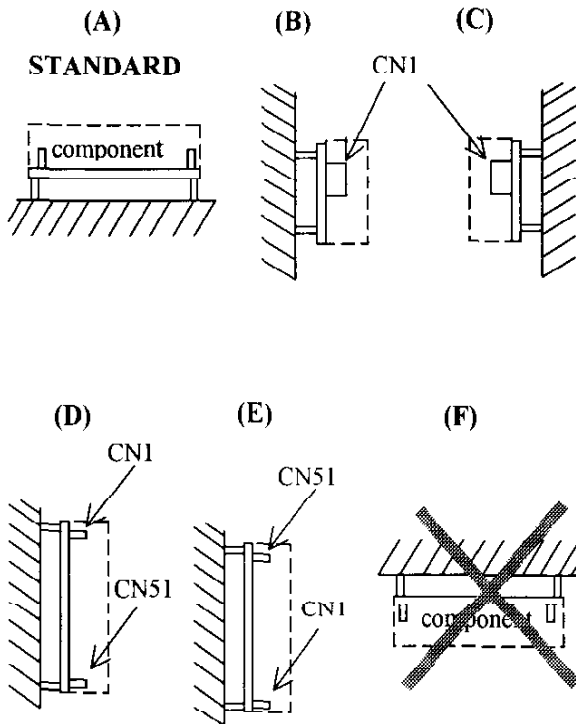 (A)
STANDARD
component
(B)
(C)
CN1
(D)
CN1
CN51
(E)
CN51
CN1
(F)
component